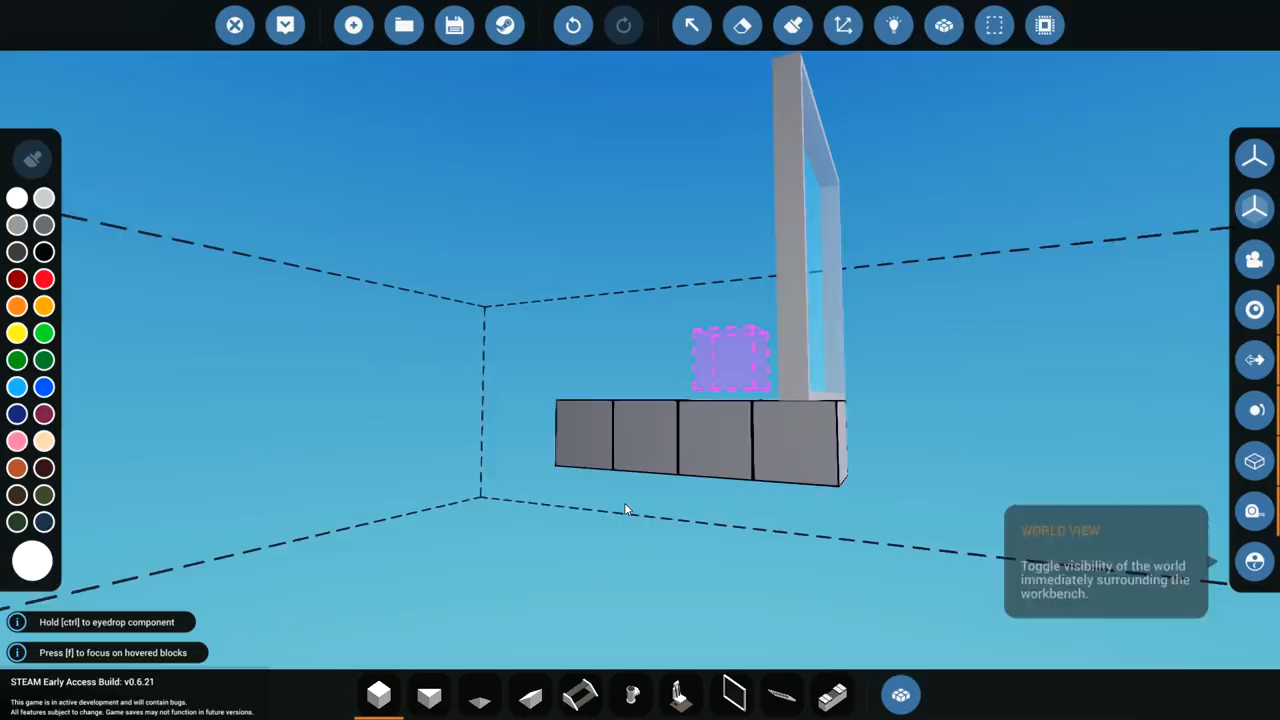 WORLD VIEW
Toggle visibility of the world
immediately surrounding the
workbench.
Hold [ctrl] to eyedrop component
Press [f] to focus on hovered blocks
STEAM Early Access Build: v0.6.21
This game is in active development and will contain bugs.
All features subject to change. Game saves may not function in future versions.